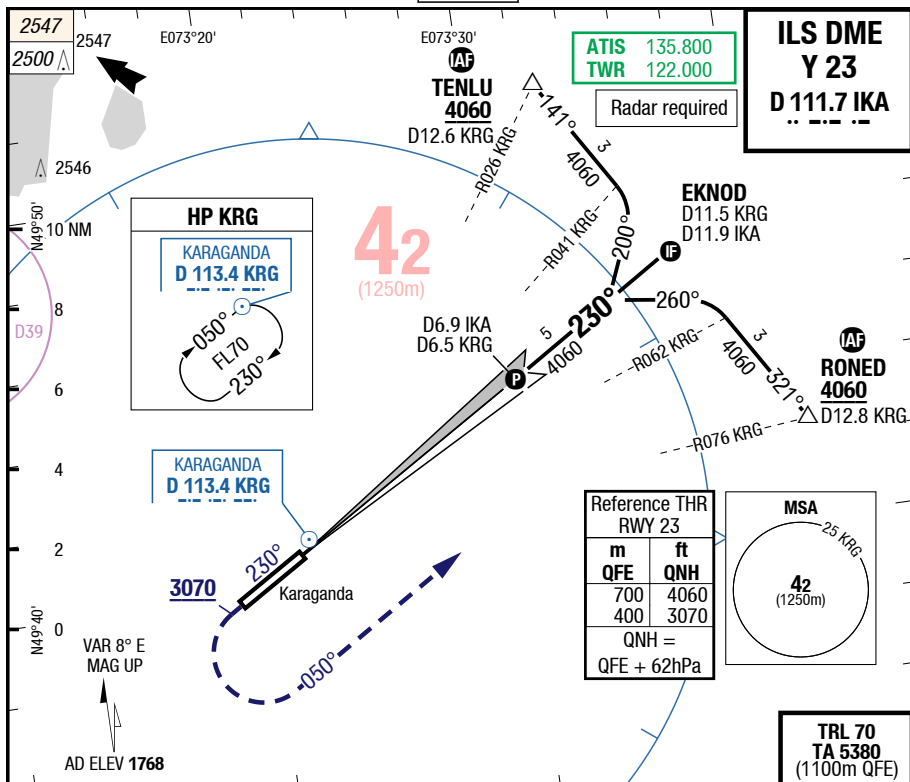 2547
2500
2547
E073°20'
E073°30'
IAF
TENLU
4060
D12.6 KRG
ATIS 135.800
TWR 122.000
Radar required
ILS DME
Y 23
D 111.7 IKA
2546
R026 KRG
141°
3
4060
EKNOD
D11.5 KRG
D11.9 IKA
IF
N49°50'
10 NM
HP KRG
KARAGANDA
D 113.4 KRG
050°
FL70
230°
42
(1250m)
R041 KRG
200°
230°
260°
8
D39
D6.9 IKA
D6.5 KRG
5
4060
P
R062 KRG
3
4060
321°
IAF
RONED
4060
D12.8 KRG
6
R076 KRG
4
KARAGANDA
D 113.4 KRG
Reference THR
RWY 23
m ft
QFE QNH
700 4060
400 3070
QNH =
QFE + 62hPa
MSA
25 KRG
42
(1250m)
2
230°
3070
Karaganda
N49°40'
0
VAR 8° E
MAG UP
050°
AD ELEV 1768
TRL 70
TA 5380
(1100m QFE)